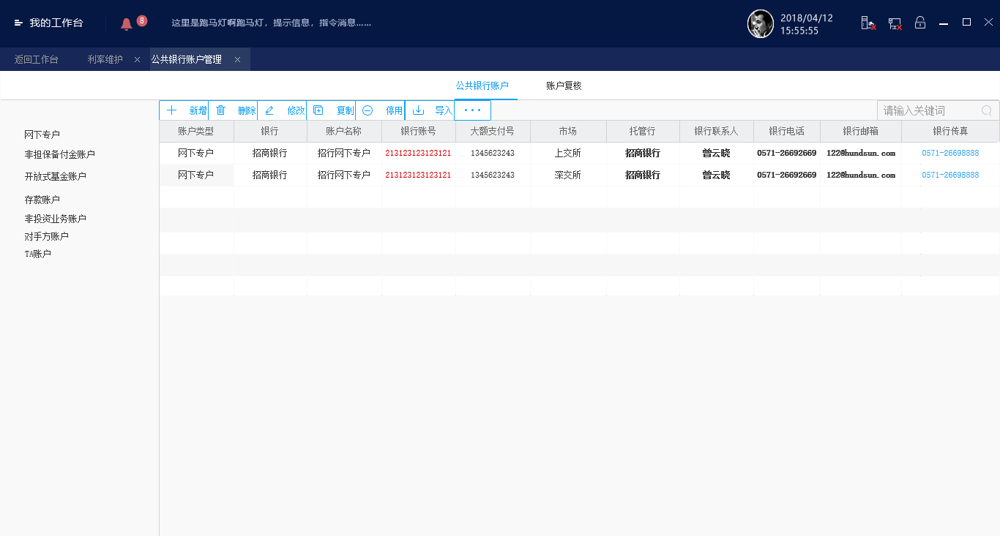 我的工作台 8 这里是跑马灯啊跑马灯，提示信息，指令消息...... 2018/04/12
15:55:55
返回工作台 利率维护 × 公共银行账户管理 ×
公共银行账户 账户复核
新增 删除 修改 复制 停用 导入 ··· 请输入关键词
网下专户
非担保备付金账户
开放式基金账户
存款账户
非投资业务账户
对手方账户
TA账户
账户类型 银行 账户名称 银行账号 大额支付号 市场 托管行 银行联系人 银行电话 银行邮箱 银行传真
网下专户 招商银行 招行网下专户 213123123123121 1345623243 上交所 招商银行 曾云晓 0571-26692669 122@hundsun.com 0571-26698888
网下专户 招商银行 招行网下专户 213123123123121 1345623243 深交所 招商银行 曾云晓 0571-26692669 122@hundsun.com 0571-26698888